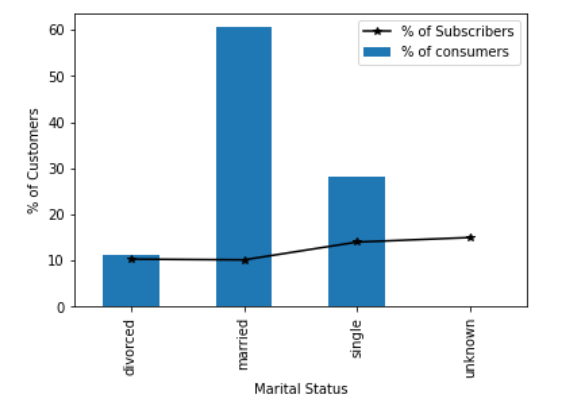 % of Subscribers
% of consumers
60
50
40
30
20
10
0
% of Customers
divorced
married
single
unknown
Marital Status